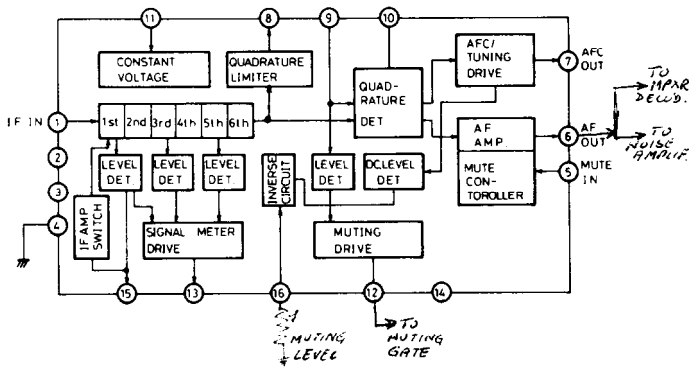 11
8
9
10
CONSTANT
VOLTAGE
QUADRATURE
LIMITER
QUAD-
RATURE
DET
AFC/
TUNING
DRIVE
7
AFC
OUT
TO
MPXR
DECOD.
IF IN
1
1st
2nd
3rd
4th
5th
6th
AF
AMP
6
AF
OUT
TO
NOISE
AMPLIF.
2
3
4
LEVEL
DET.
LEVEL
DET.
LEVEL
DET.
INVERSE
CIRCUIT
LEVEL
DET.
DCLEVEL
DET.
MUTE
CON-
TOROLLER
5
MUTE
IN
IF AMP
SWITCH
SIGNAL METER
DRIVE
MUTING
DRIVE
15
13
16
12
14
MUTING
LEVEL
TO
MUTING
GATE